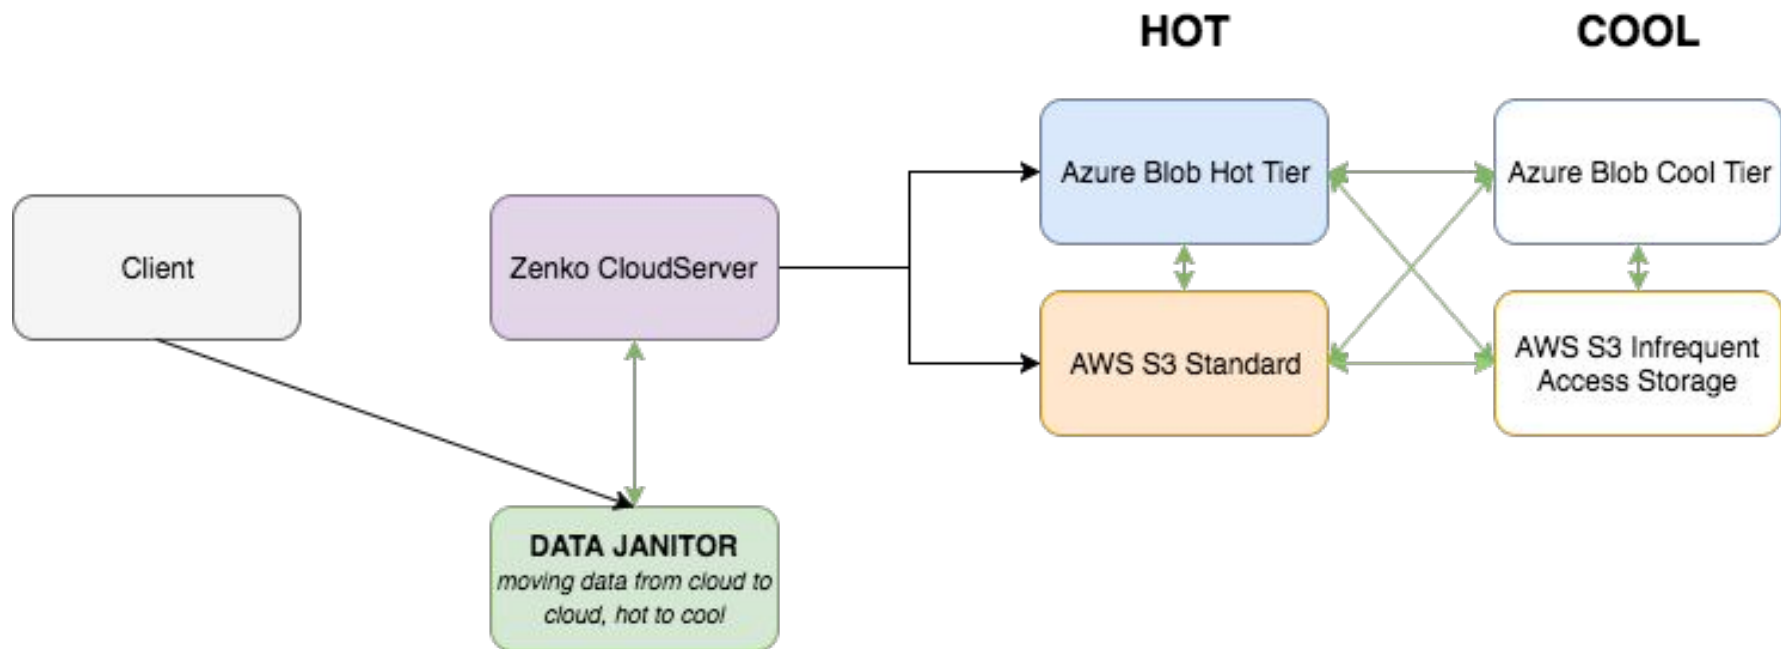 HOT
COOL
Azure Blob Hot Tier
Azure Blob Cool Tier
Client
Zenko CloudServer
AWS S3 Standard
AWS S3 Infrequent
Access Storage
DATA JANITOR
moving data from cloud to
cloud, hot to cool